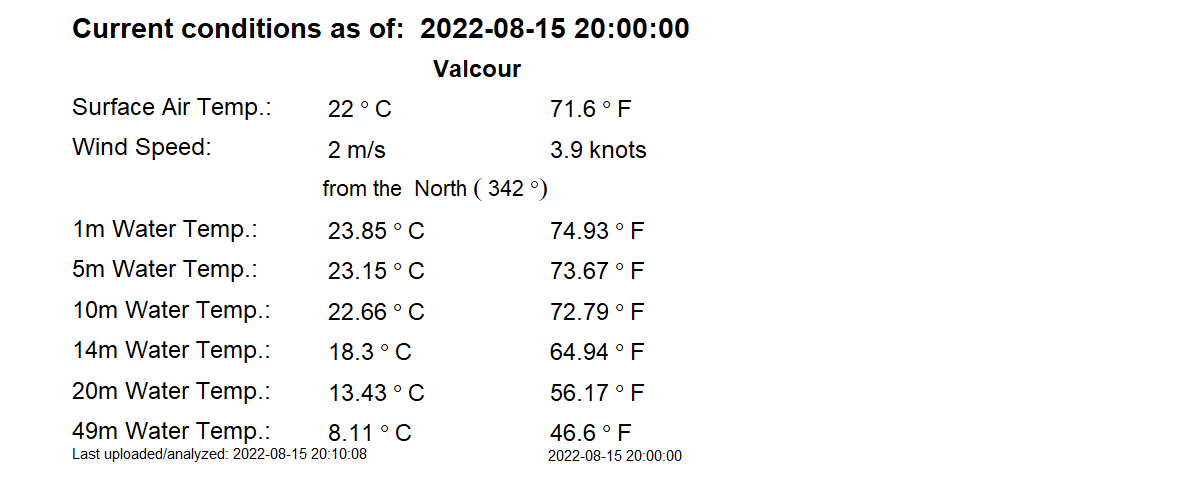 Current conditions as of: 2022-08-15 20:00:00
Valcour
Surface Air Temp.: 22 ° C 71.6 ° F
Wind Speed: 2 m/s 3.9 knots
from the North ( 342 °)
1m Water Temp.: 23.85 ° C 74.93 ° F
5m Water Temp.: 23.15 ° C 73.67 ° F
10m Water Temp.: 22.66 ° C 72.79 ° F
14m Water Temp.: 18.3 ° C 64.94 ° F
20m Water Temp.: 13.43 ° C 56.17 ° F
49m Water Temp.: 8.11 ° C 46.6 ° F
Last uploaded/analyzed: 2022-08-15 20:10:08 2022-08-15 20:00:00